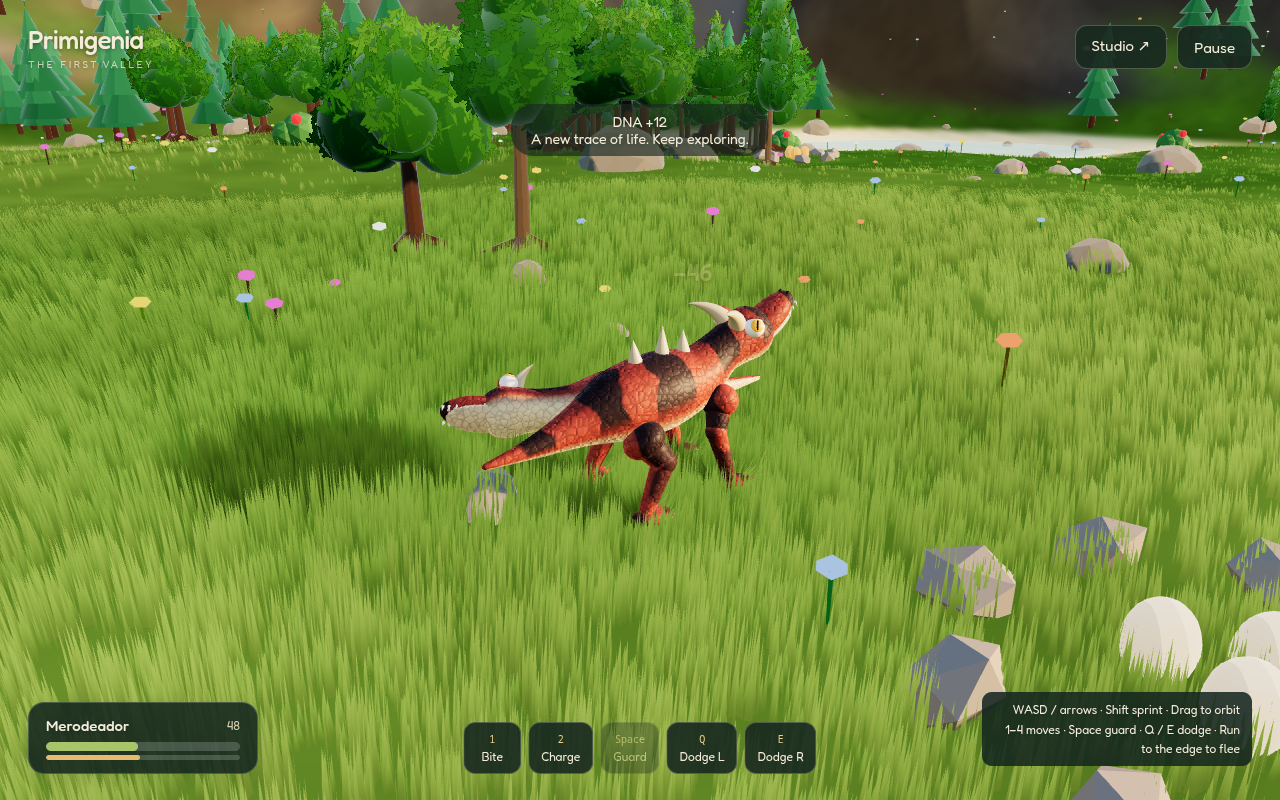 Primigenia
THE FIRST VALLEY
Studio ↗
Pause
DNA +12
A new trace of life. Keep exploring.
-46
Merodeador
48
1
Bite
2
Charge
Space
Guard
Q
Dodge L
E
Dodge R
WASD / arrows · Shift sprint · Drag to orbit
1–4 moves · Space guard · Q / E dodge · Run
to the edge to flee